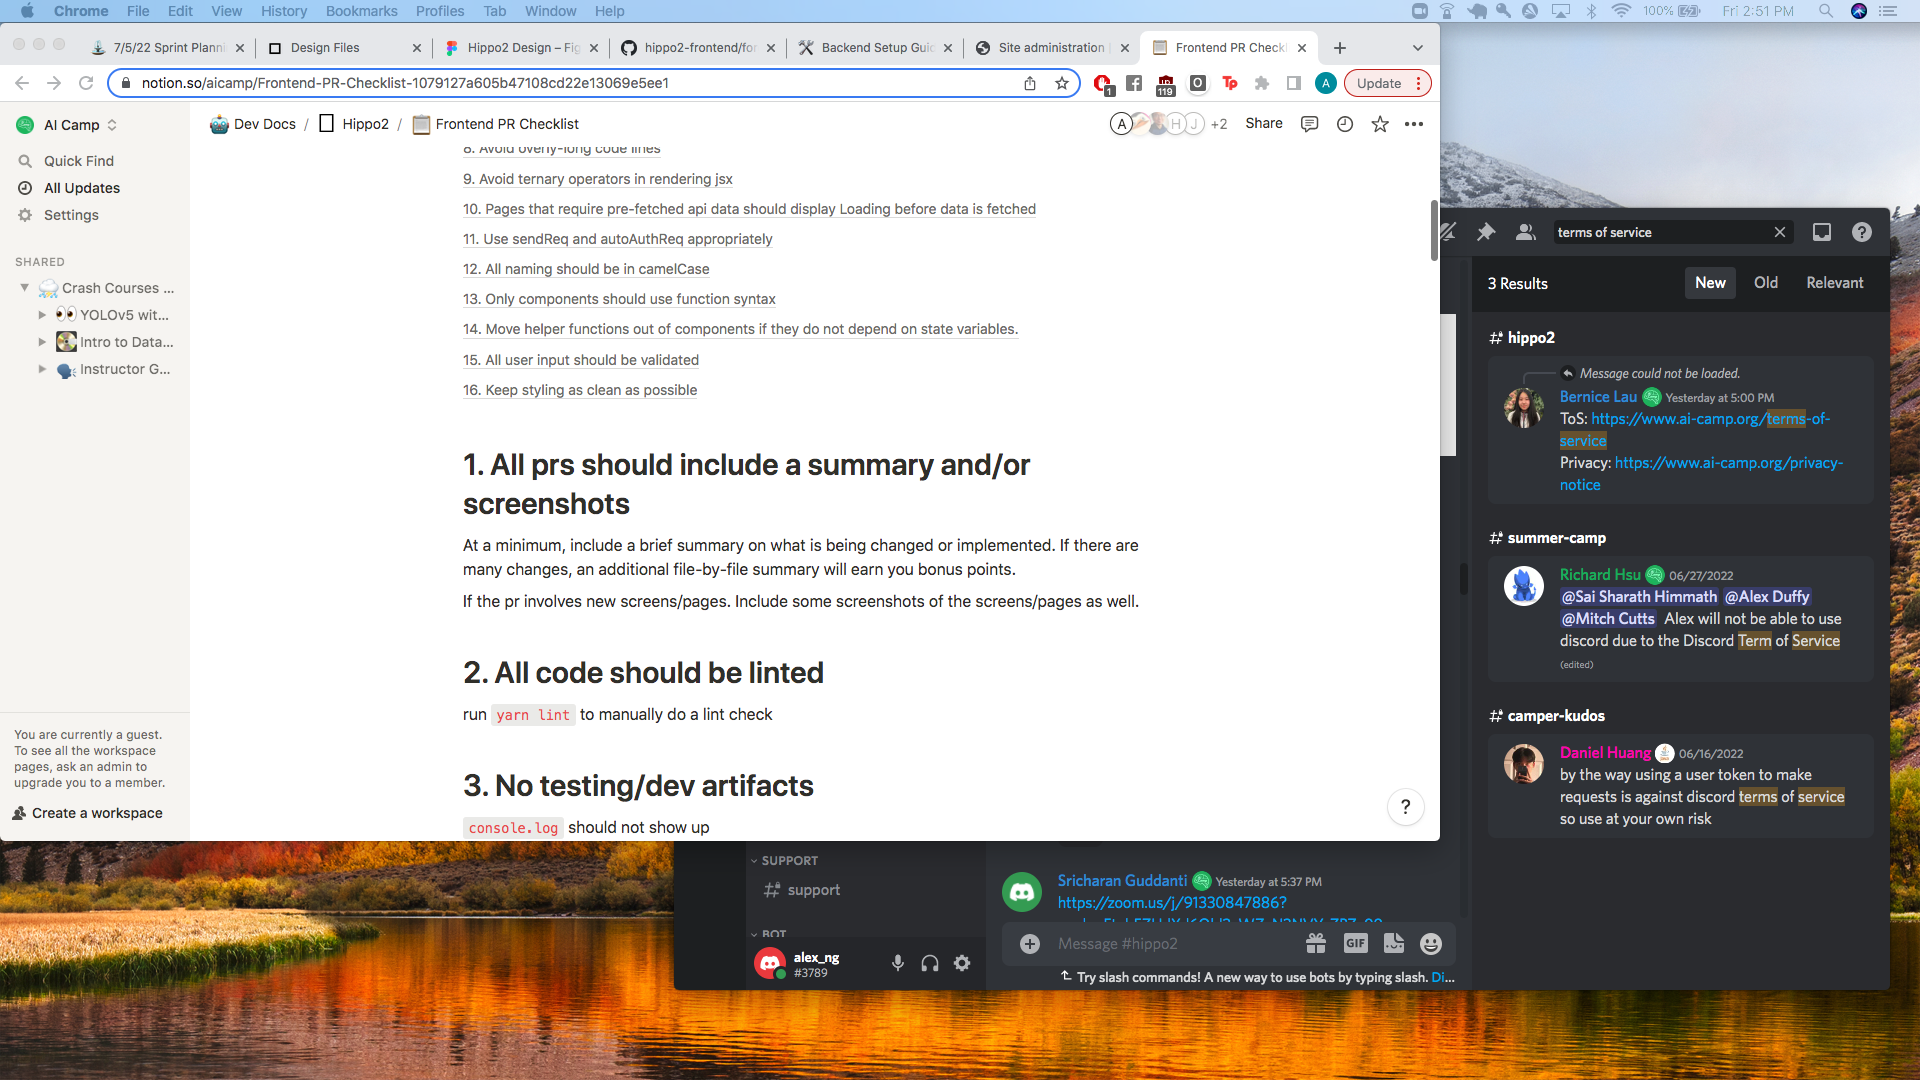 Chrome File Edit View History Bookmarks Profiles Tab Window Help 100% Fri 2:51 PM
7/5/22 Sprint Planni Design Files Hippo2 Design – Fig hippo2-frontend/for Backend Setup Guid Site administration Frontend PR Checkl
notion.so/aicamp/Frontend-PR-Checklist-1079127a605b47108cd22e13069e5ee1 1 119 O Tp A Update
AI Camp
Quick Find
All Updates
Settings
SHARED
Crash Courses ...
YOLOv5 wit...
Intro to Data...
Instructor G...
You are currently a guest.
To see all the workspace
pages, ask an admin to
upgrade you to a member.
Create a workspace
Dev Docs / Hippo2 / Frontend PR Checklist A H J +2 Share
8. Avoid overly-long code lines
9. Avoid ternary operators in rendering jsx
10. Pages that require pre-fetched api data should display Loading before data is fetched
11. Use sendReq and autoAuthReq appropriately
12. All naming should be in camelCase
13. Only components should use function syntax
14. Move helper functions out of components if they do not depend on state variables.
15. All user input should be validated
16. Keep styling as clean as possible
1. All prs should include a summary and/or
screenshots
At a minimum, include a brief summary on what is being changed or implemented. If there are
many changes, an additional file-by-file summary will earn you bonus points.
If the pr involves new screens/pages. Include some screenshots of the screens/pages as well.
2. All code should be linted
run yarn lint to manually do a lint check
3. No testing/dev artifacts
console.log should not show up
?
terms of service
3 Results New Old Relevant
hippo2
Message could not be loaded.
Bernice Lau Yesterday at 5:00 PM
ToS: https://www.ai-camp.org/terms-of-
service
Privacy: https://www.ai-camp.org/privacy-
notice
summer-camp
Richard Hsu 06/27/2022
@Sai Sharath Himmath @Alex Duffy
@Mitch Cutts Alex will not be able to use
discord due to the Discord Term of Service
(edited)
camper-kudos
Daniel Huang 06/16/2022
by the way using a user token to make
requests is against discord terms of service
so use at your own risk
SUPPORT
support
BOT
alex_ng
#3789
Sricharan Guddanti Yesterday at 5:37 PM
https://zoom.us/j/91330847886?
Message #hippo2 GIF
Try slash commands! A new way to use bots by typing slash. Di...